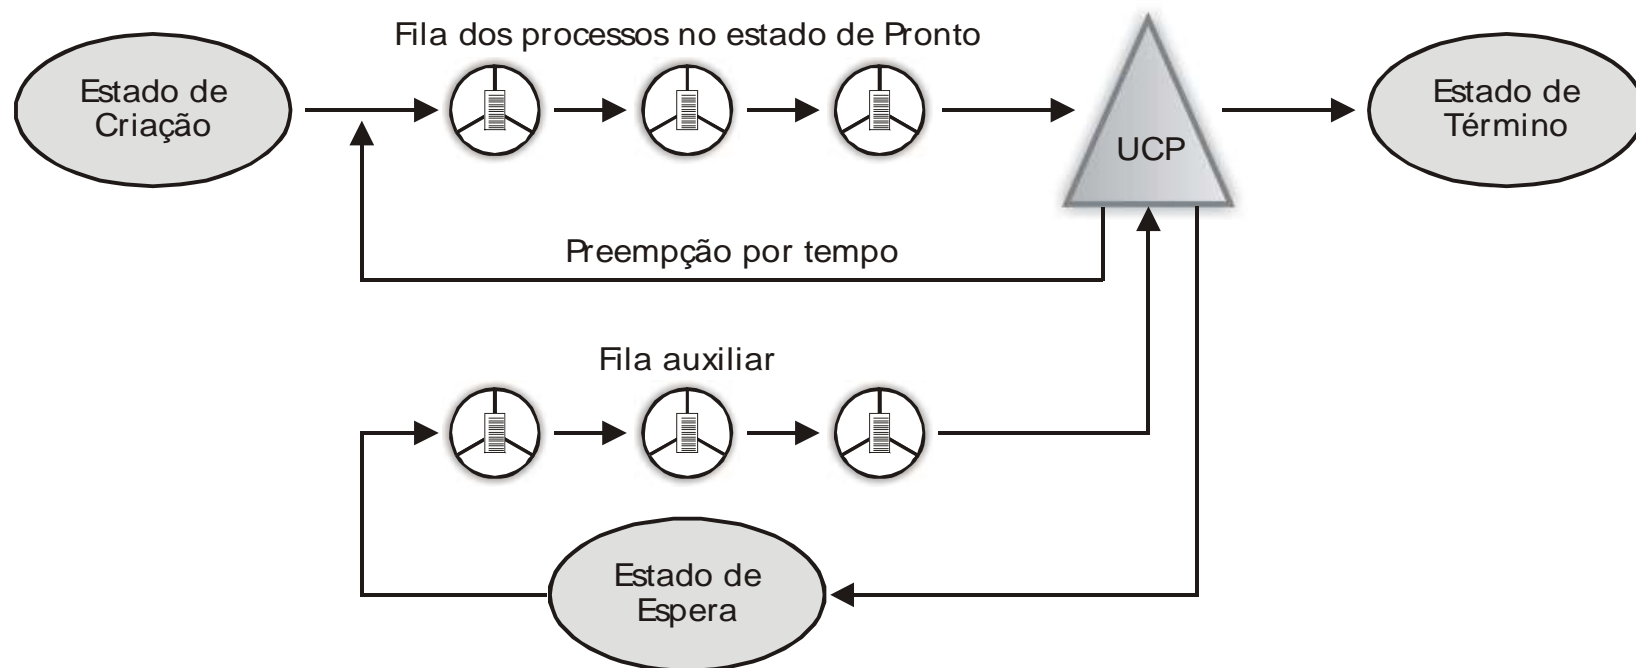 Fila dos processos no estado de Pronto
Estado de
Criação
UCP
Estado de
Término
Preempção por tempo
Fila auxiliar
Estado de
Espera